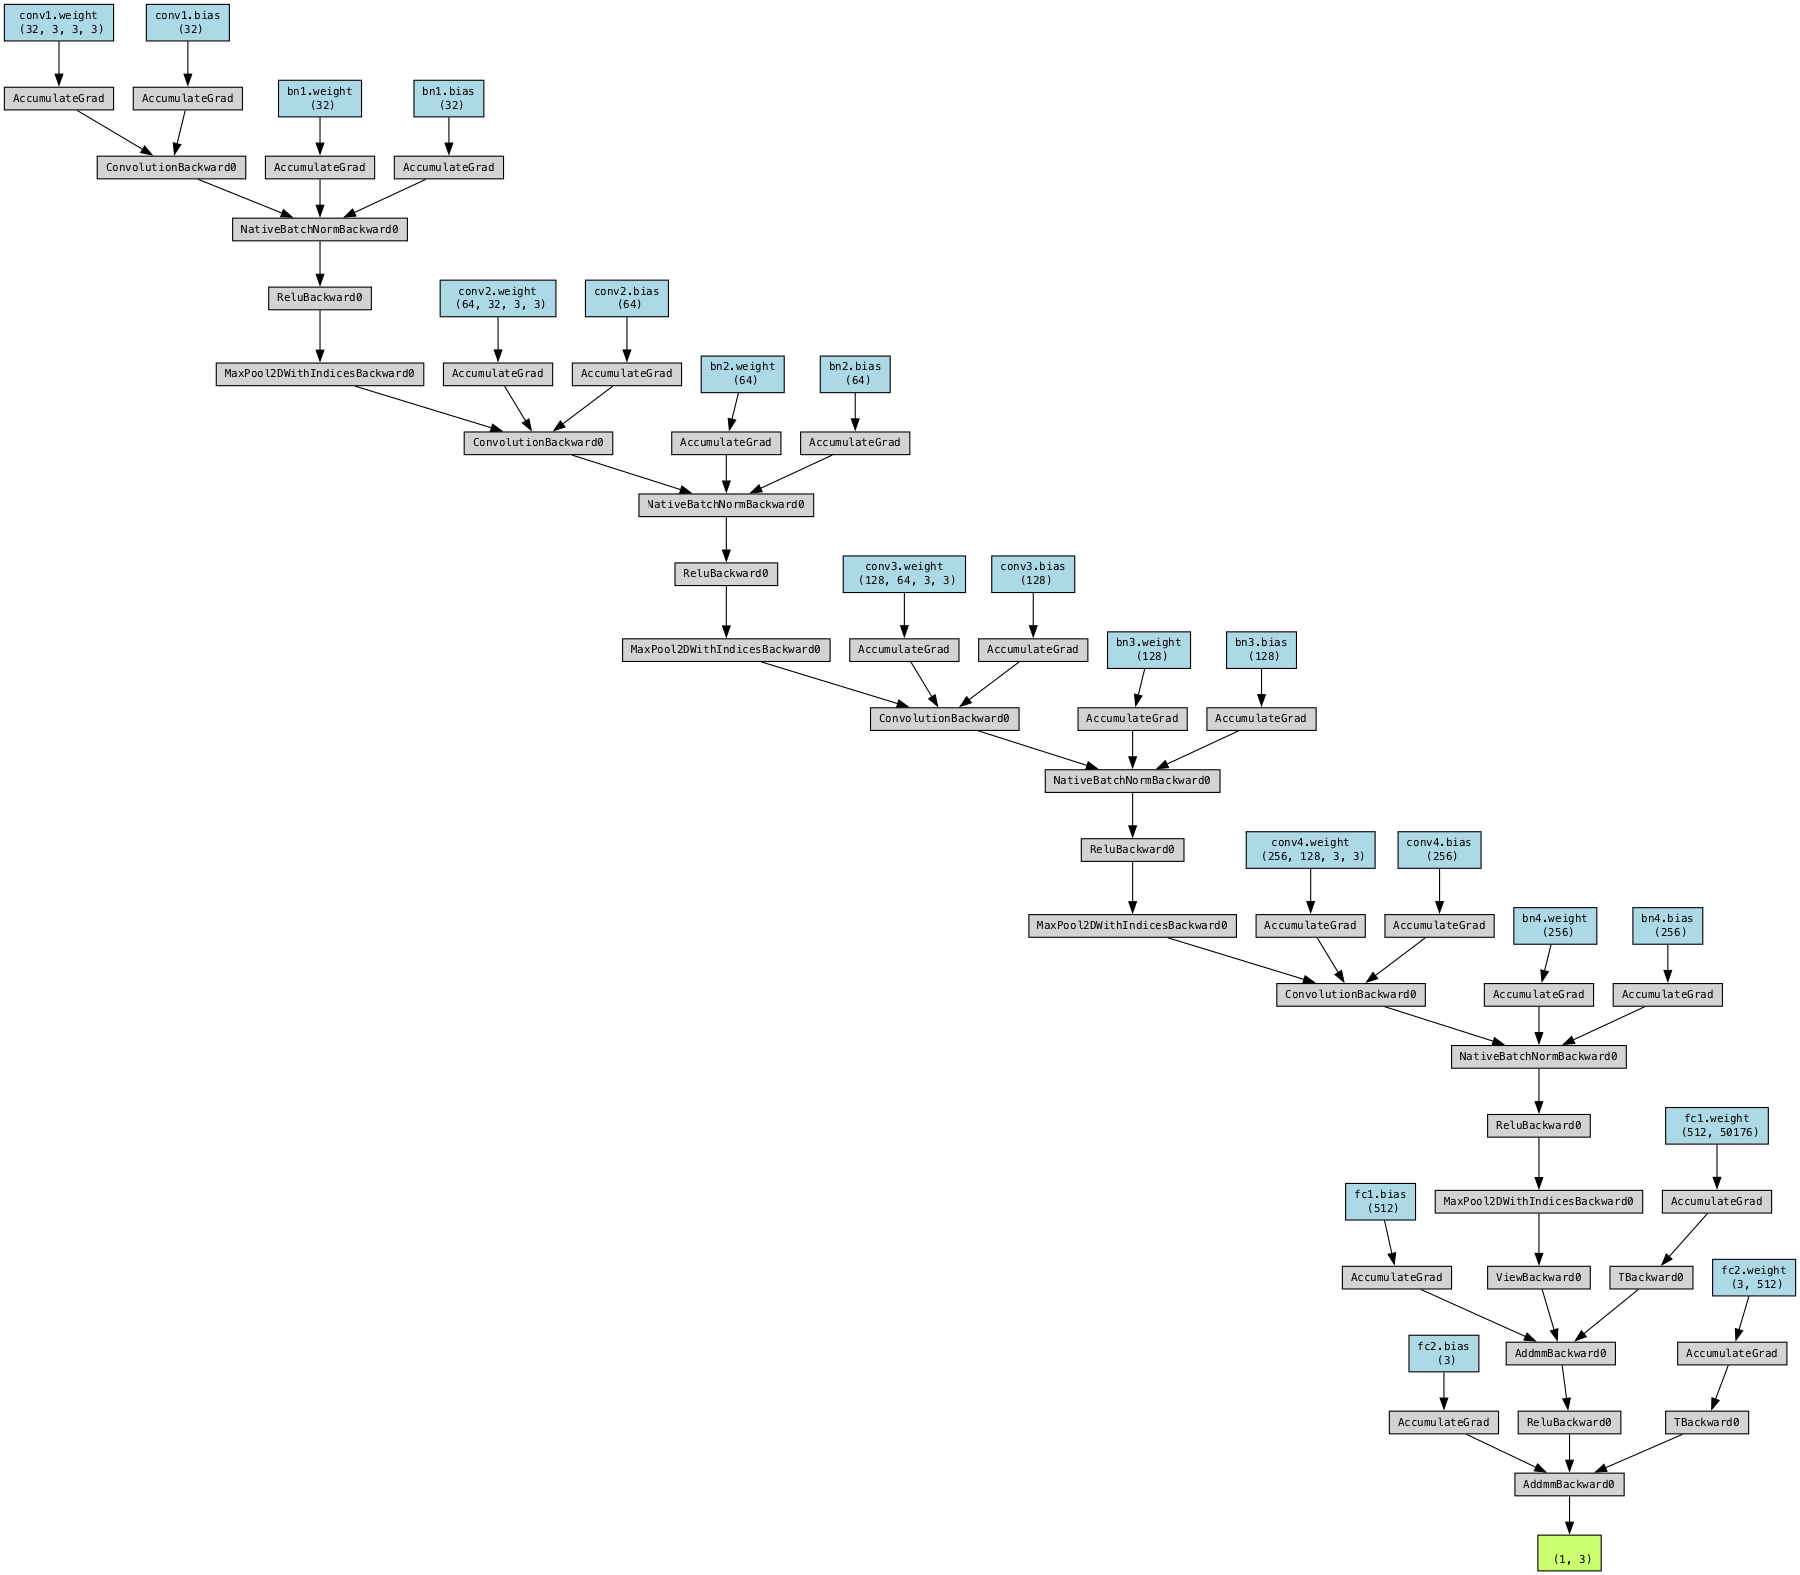 conv1.weight
(32, 3, 3, 3)
conv1.bias
(32)
AccumulateGrad
AccumulateGrad
bn1.weight
(32)
bn1.bias
(32)
ConvolutionBackward0
AccumulateGrad
AccumulateGrad
NativeBatchNormBackward0
ReluBackward0
conv2.weight
(64, 32, 3, 3)
conv2.bias
(64)
MaxPool2DWithIndicesBackward0
AccumulateGrad
AccumulateGrad
bn2.weight
(64)
bn2.bias
(64)
ConvolutionBackward0
AccumulateGrad
AccumulateGrad
NativeBatchNormBackward0
ReluBackward0
conv3.weight
(128, 64, 3, 3)
conv3.bias
(128)
MaxPool2DWithIndicesBackward0
AccumulateGrad
AccumulateGrad
bn3.weight
(128)
bn3.bias
(128)
ConvolutionBackward0
AccumulateGrad
AccumulateGrad
NativeBatchNormBackward0
ReluBackward0
conv4.weight
(256, 128, 3, 3)
conv4.bias
(256)
MaxPool2DWithIndicesBackward0
AccumulateGrad
AccumulateGrad
bn4.weight
(256)
bn4.bias
(256)
ConvolutionBackward0
AccumulateGrad
AccumulateGrad
NativeBatchNormBackward0
ReluBackward0
fc1.weight
(512, 50176)
fc1.bias
(512)
MaxPool2DWithIndicesBackward0
AccumulateGrad
AccumulateGrad
ViewBackward0
TBackward0
fc2.weight
(3, 512)
fc2.bias
(3)
AddmmBackward0
AccumulateGrad
AccumulateGrad
ReluBackward0
TBackward0
AddmmBackward0
(1, 3)